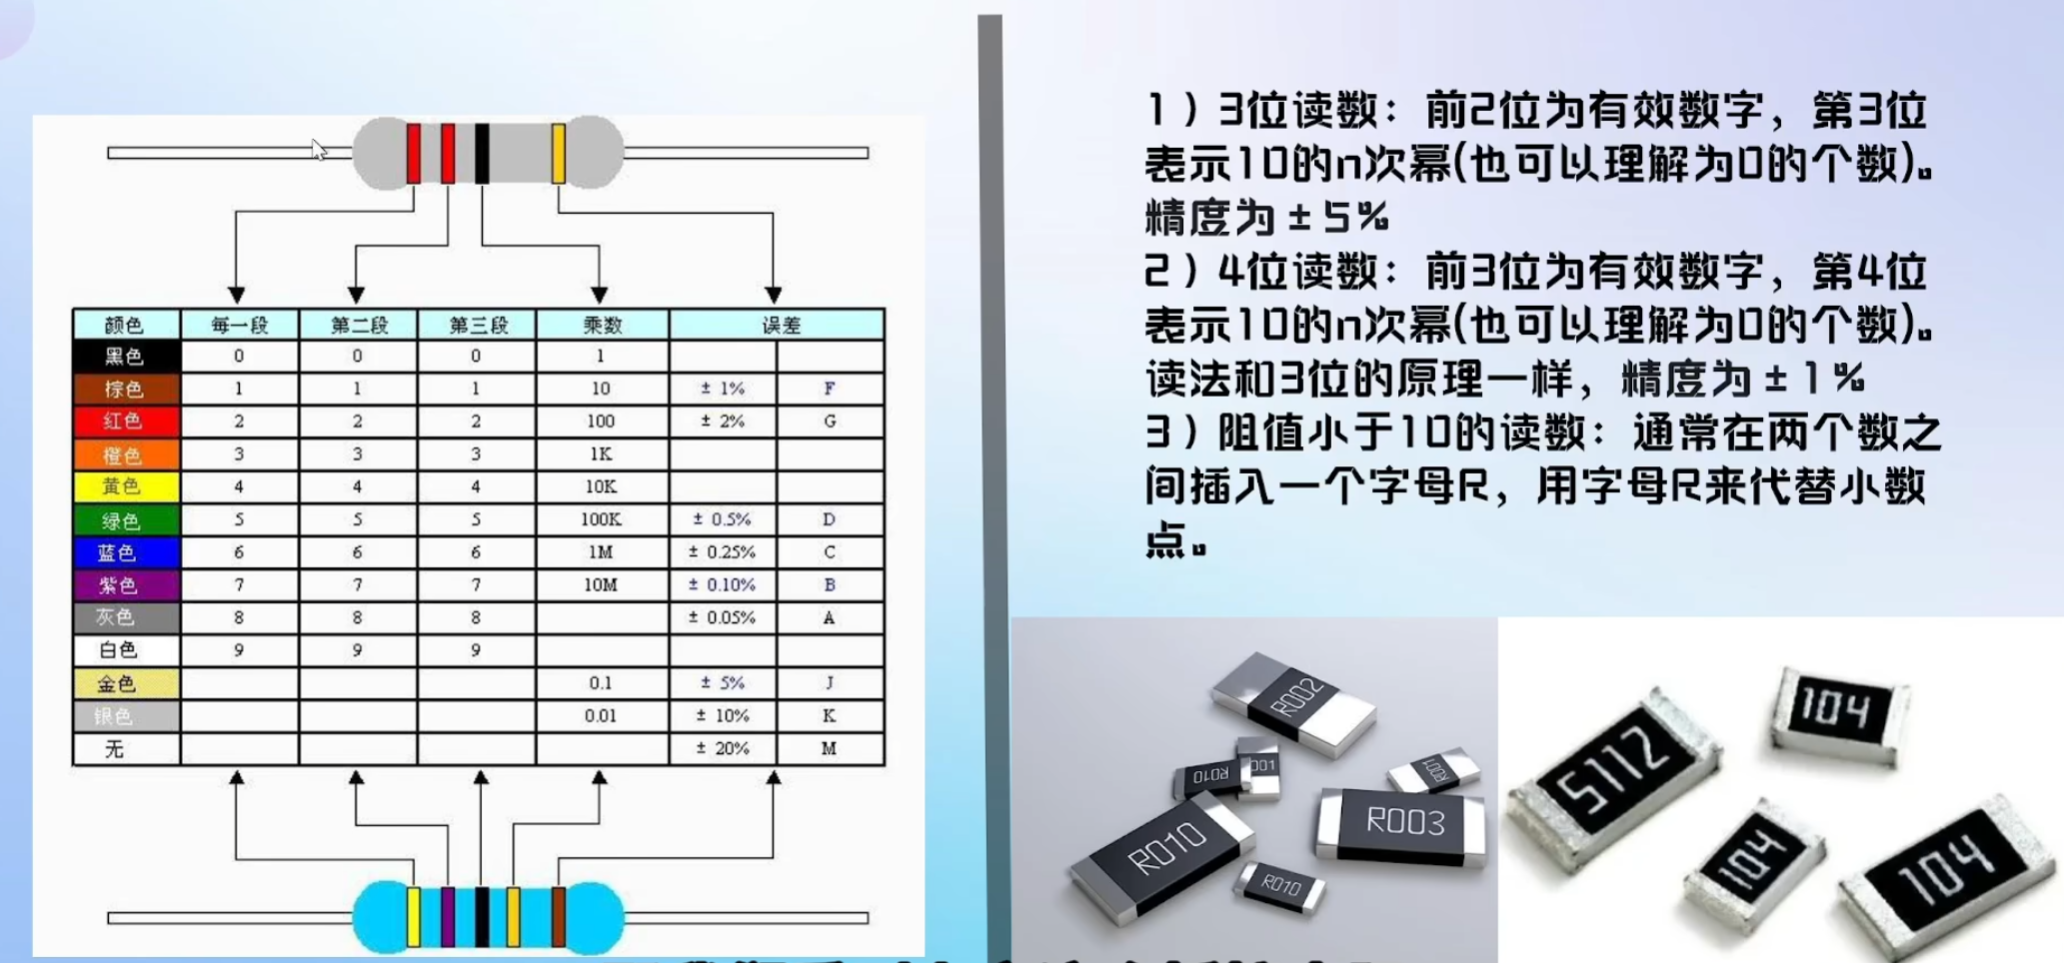 颜色 每一段 第二段 第三段 乘数 误差
黑色 0 0 0 1
棕色 1 1 1 10 ± 1% F
红色 2 2 2 100 ± 2% G
橙色 3 3 3 1K
黄色 4 4 4 10K
绿色 5 5 5 100K ± 0.5% D
蓝色 6 6 6 1M ± 0.25% C
紫色 7 7 7 10M ± 0.10% B
灰色 8 8 8 ± 0.05% A
白色 9 9 9
金色 0.1 ± 5% J
银色 0.01 ± 10% K
无 ± 20% M
1）3位读数：前2位为有效数字，第3位
表示10的n次幂(也可以理解为0的个数)。
精度为±5%
2）4位读数：前3位为有效数字，第4位
表示10的n次幂(也可以理解为0的个数)。
读法和3位的原理一样，精度为±1%
3）阻值小于10的读数：通常在两个数之
间插入一个字母R，用字母R来代替小数
点。
R002
R010
001
R001
R010
R003
R010
5112
104
104
104